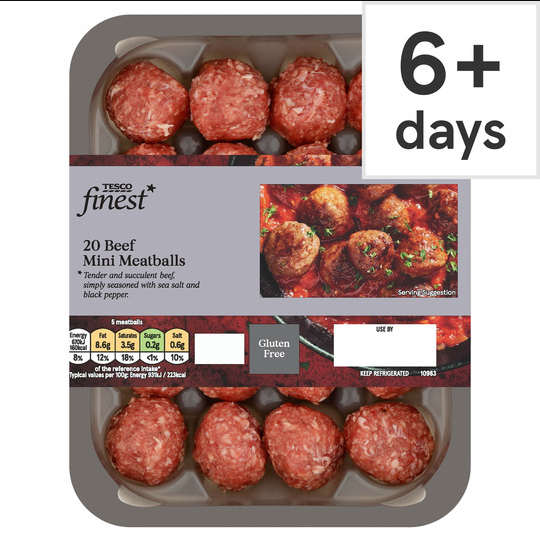 6+
days
TESCO
finest*
20 Beef
Mini Meatballs
*Tender and succulent beef,
simply seasoned with sea salt and
black pepper.
Serving Suggestion
5 meatballs
Energy Fat Saturates Sugars Salt
670kJ 8.6g 3.5g 0.2g 0.6g
160kcal
8% 12% 18% <1% 10%
of the reference intake*
Typical values per 100g: Energy 931kJ / 223kcal
Gluten
Free
USE BY
KEEP REFRIGERATED 10983